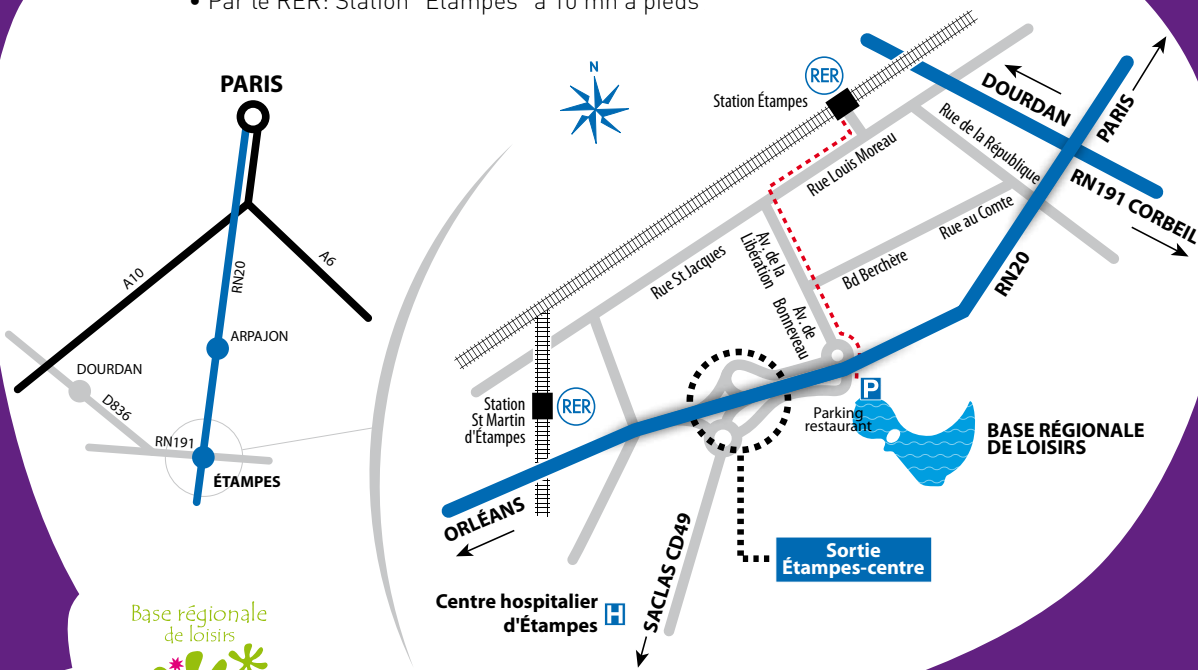 • Par le RER: Station "Étampes" à 10 mn à pieds
PARIS
A10
A6
RN20
ARPAJON
DOURDAN
D836
RN191
ÉTAMPES
N
RER
Station Étampes
DOURDAN
PARIS
Rue de la République
RN191 CORBEIL
Rue Louis Moreau
Rue au Comte
Av. de la
Libération
Bd Berchère
RN20
Rue St Jacques
Av. de
Bonneveau
Station
St Martin
d'Étampes
RER
P
Parking
restaurant
BASE RÉGIONALE
DE LOISIRS
ORLÉANS
SACLAS CD49
Sortie
Étampes-centre
Centre hospitalier
d'Étampes
H
Base régionale
de loisirs